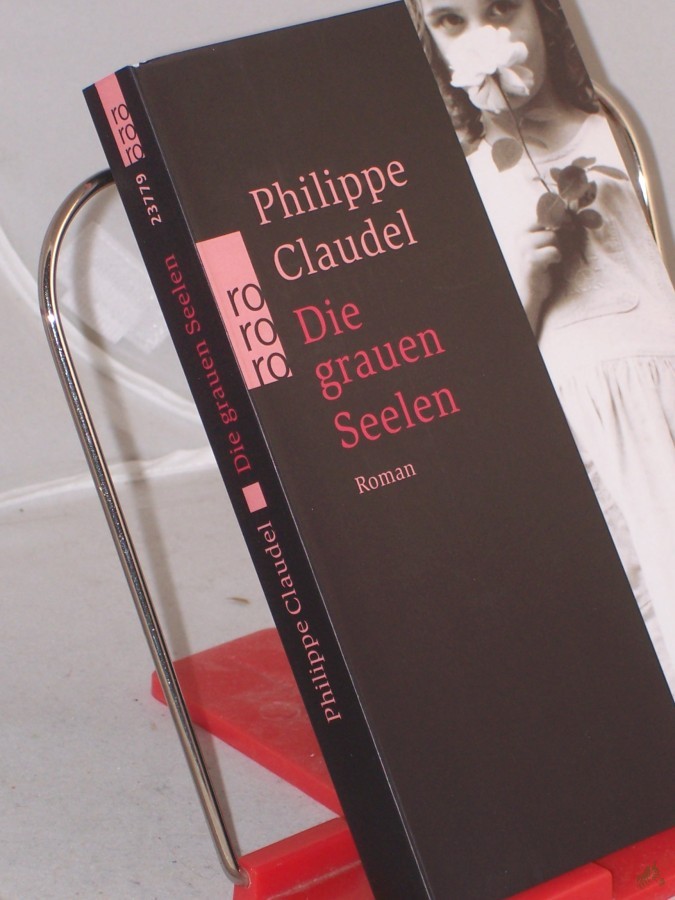 ro
ro
ro
23779
Die grauen Seelen
Philippe Claudel
Philippe
Claudel
ro
ro
ro
Die
grauen
Seelen
Roman